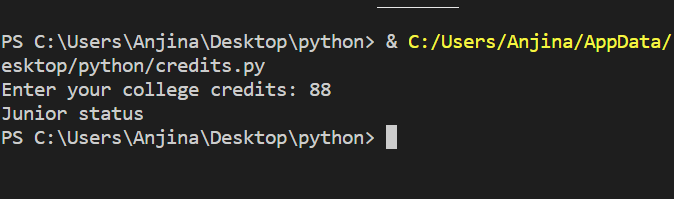 PS C:\Users\Anjina\Desktop\python> & C:/Users/Anjina/AppData/
esktop/python/credits.py
Enter your college credits: 88
Junior status
PS C:\Users\Anjina\Desktop\python>